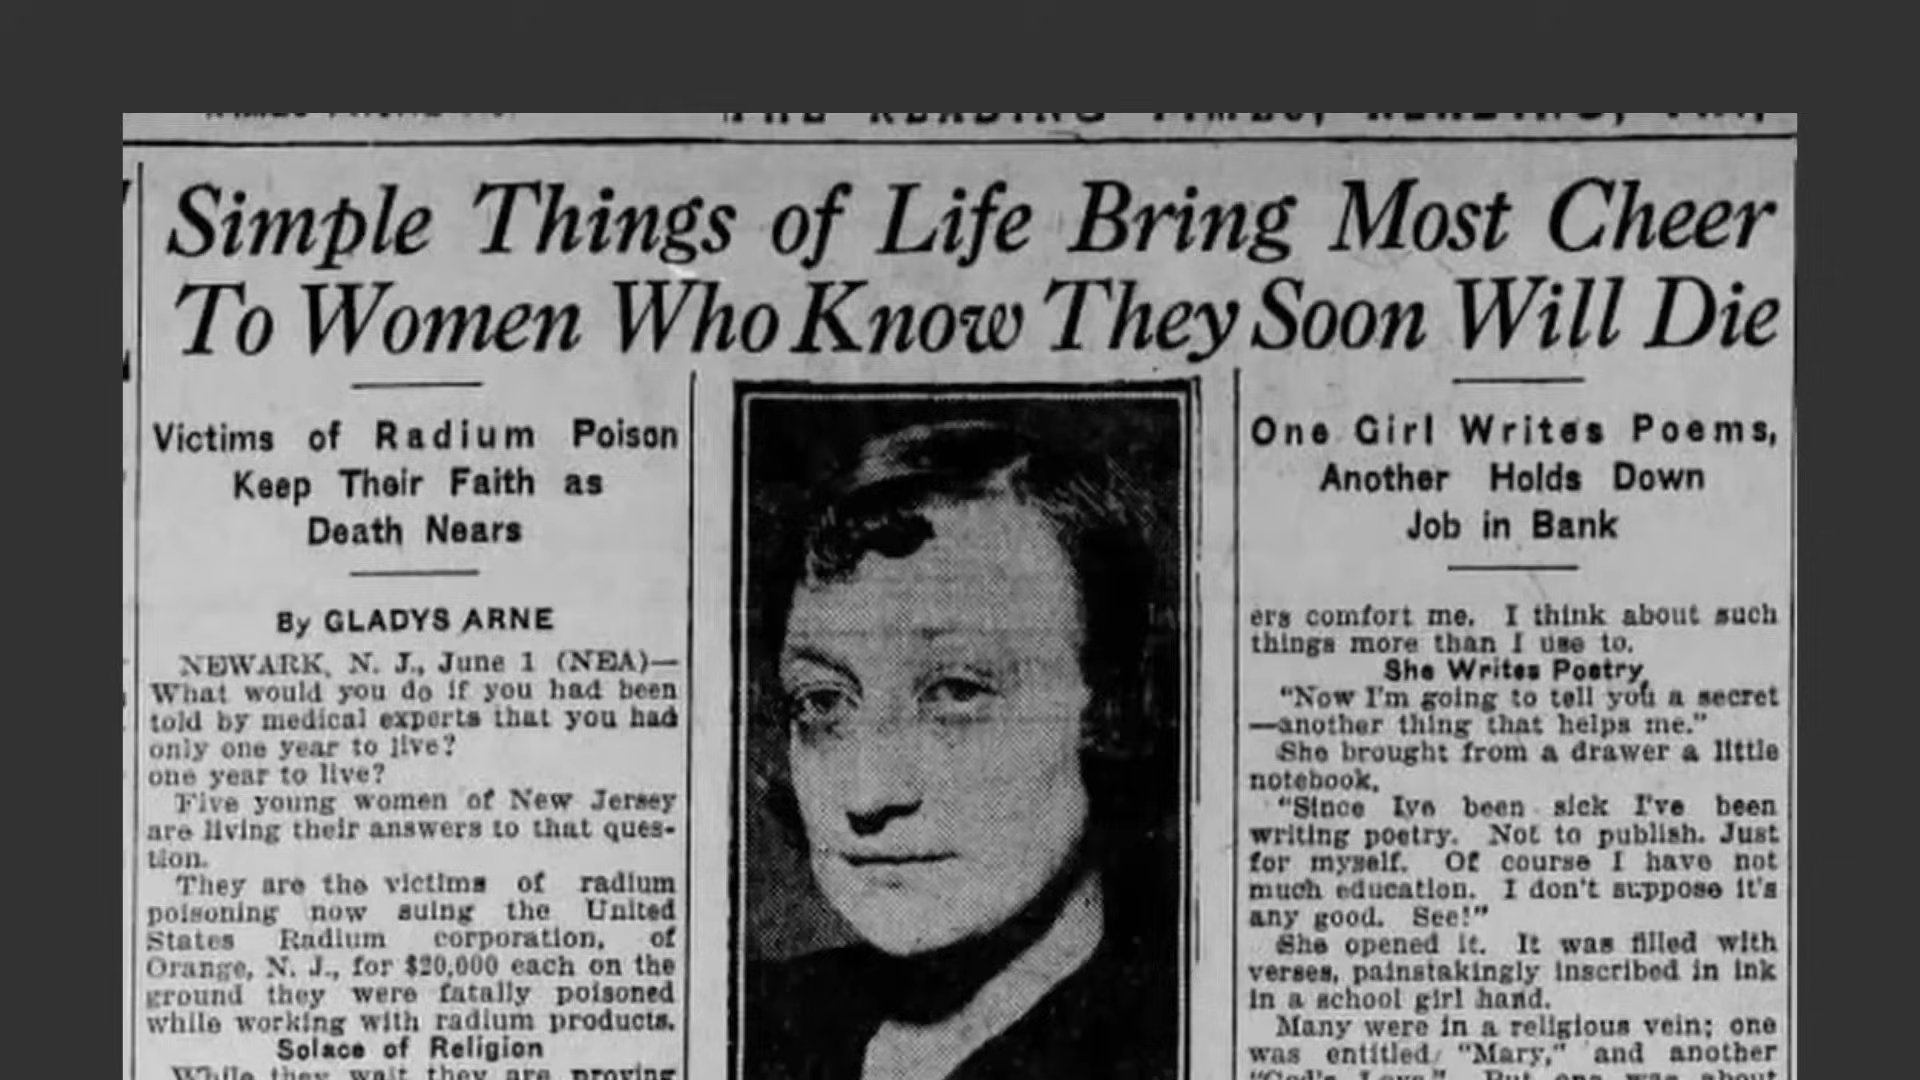 THE READING TIMES, READING, PA.,
Simple Things of Life Bring Most Cheer
To Women Who Know They Soon Will Die
Victims of Radium Poison
Keep Their Faith as
Death Nears
By GLADYS ARNE
NEWARK, N. J., June 1 (NEA)—
What would you do if you had been
told by medical experts that you had
only one year to live?
one year to live?
Five young women of New Jersey
are living their answers to that ques-
tion.
They are the victims of radium
poisoning now suing the United
States Radium corporation, of
Orange, N. J., for $20,000 each on the
ground they were fatally poisoned
while working with radium products.
Solace of Religion
While they wait they are proving
One Girl Writes Poems,
Another Holds Down
Job in Bank
ers comfort me. I think about such
things more than I use to.
She Writes Poetry
"Now I'm going to tell you a secret
—another thing that helps me."
She brought from a drawer a little
notebook.
"Since Ive been sick I've been
writing poetry. Not to publish. Just
for myself. Of course I have not
much education. I don't suppose it's
any good. See!"
She opened it. It was filled with
verses, painstakingly inscribed in ink
in a school girl hand.
Many were in a religious vein; one
was entitled "Mary," and another
"God's Love." But one was about